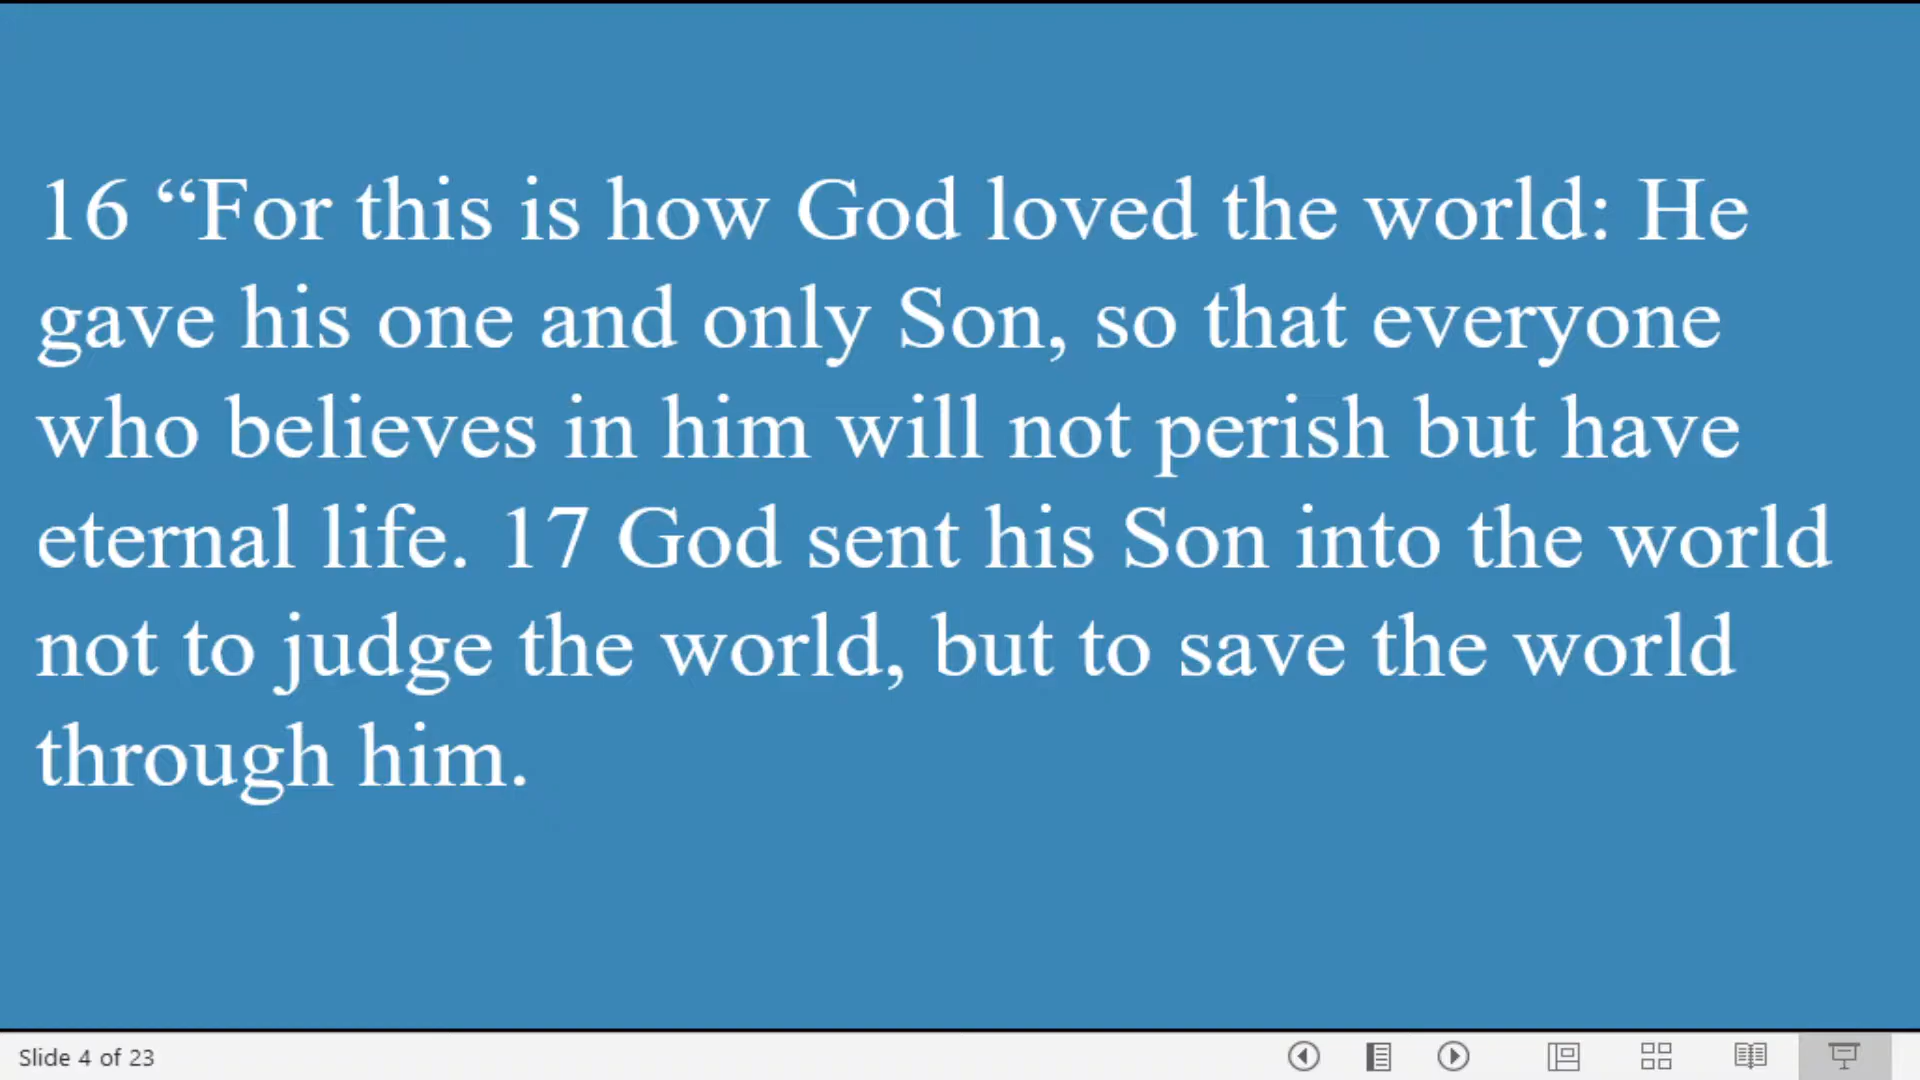 16 “For this is how God loved the world: He
gave his one and only Son, so that everyone
who believes in him will not perish but have
eternal life. 17 God sent his Son into the world
not to judge the world, but to save the world
through him.
Slide 4 of 23